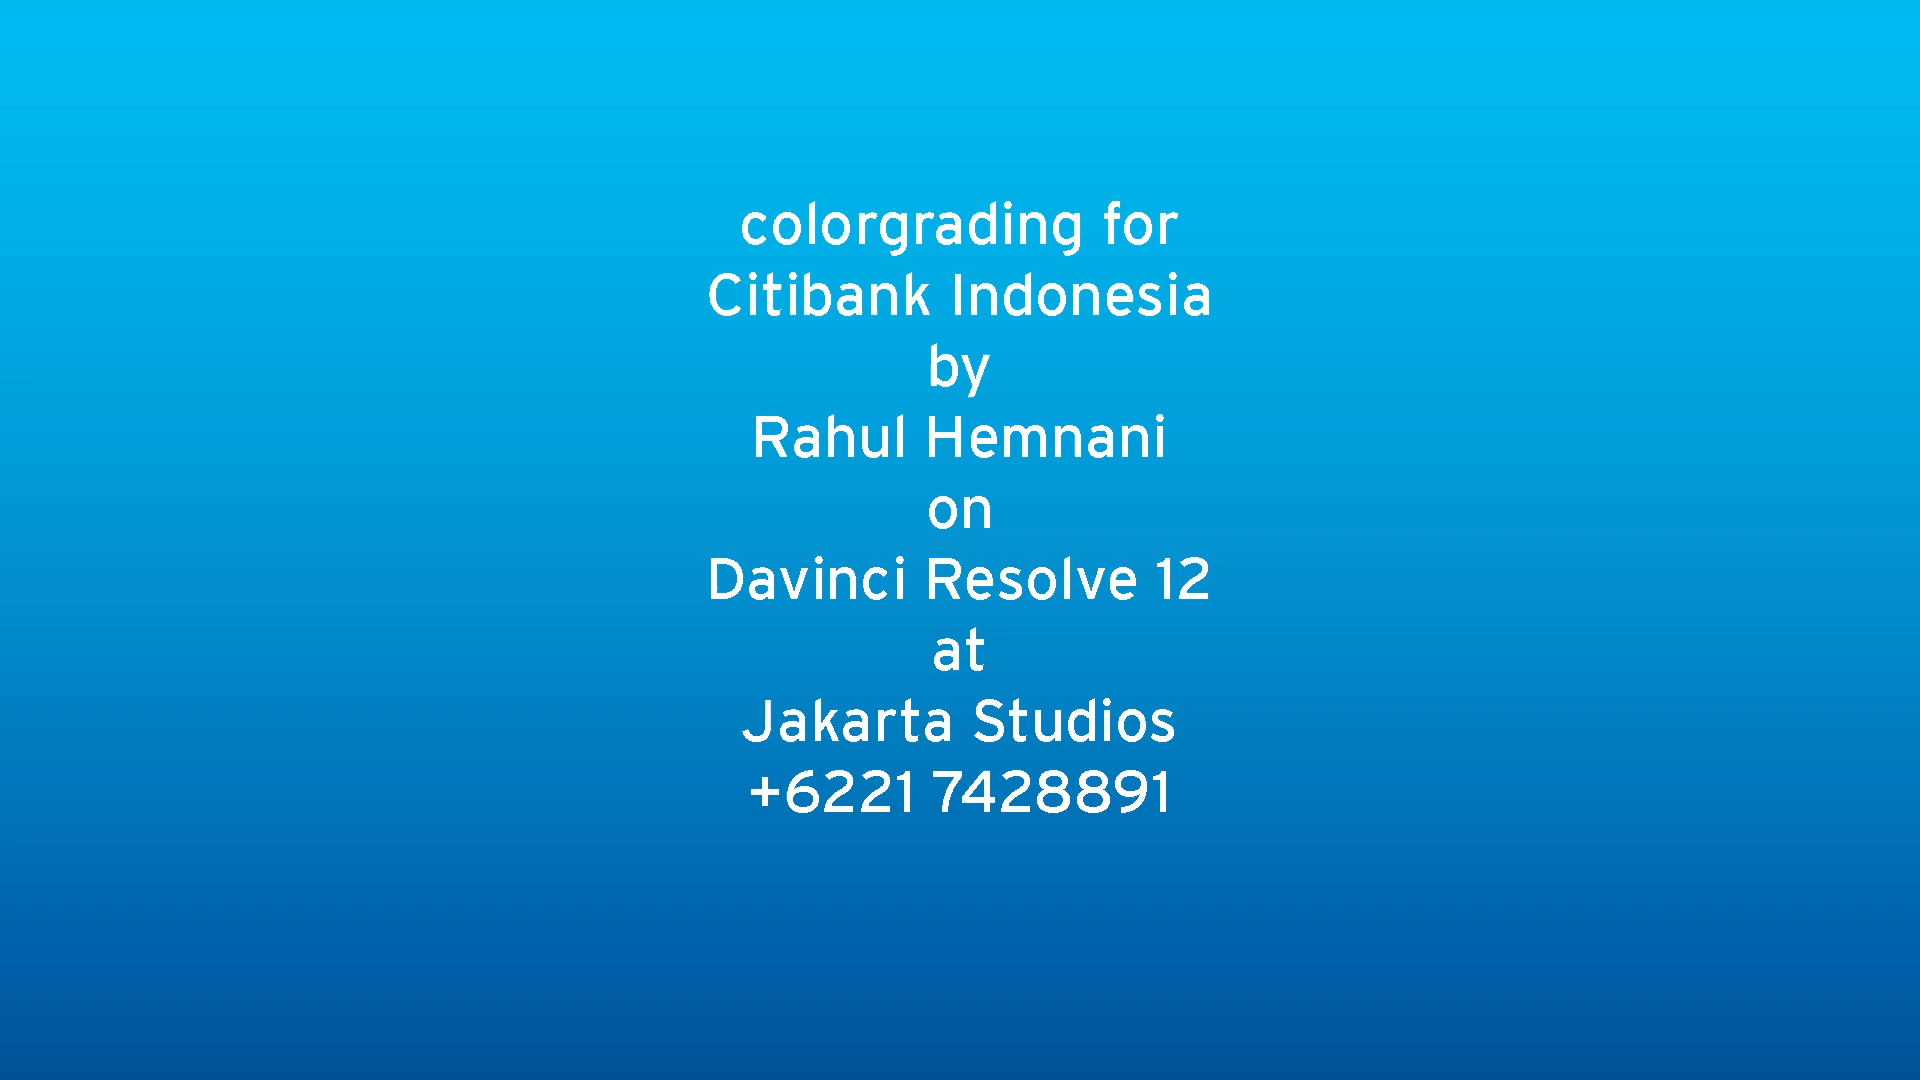 colorgrading for
Citibank Indonesia
by
Rahul Hemnani
on
Davinci Resolve 12
at
Jakarta Studios
+6221 7428891